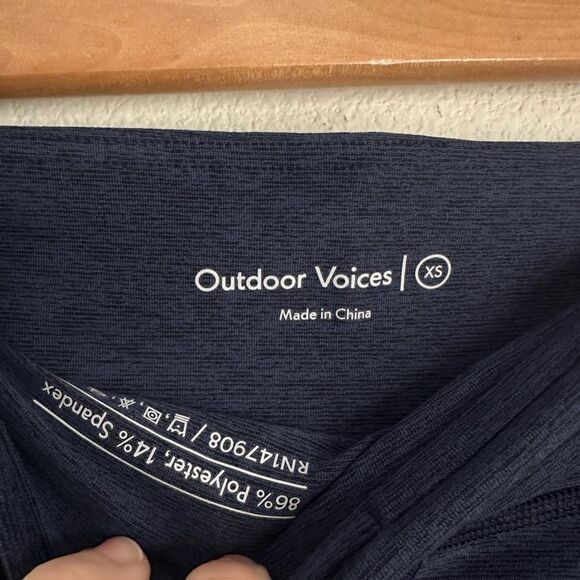 Outdoor Voices | XS
Made in China
86% Polyester, 14% Spandex
RN147908 /